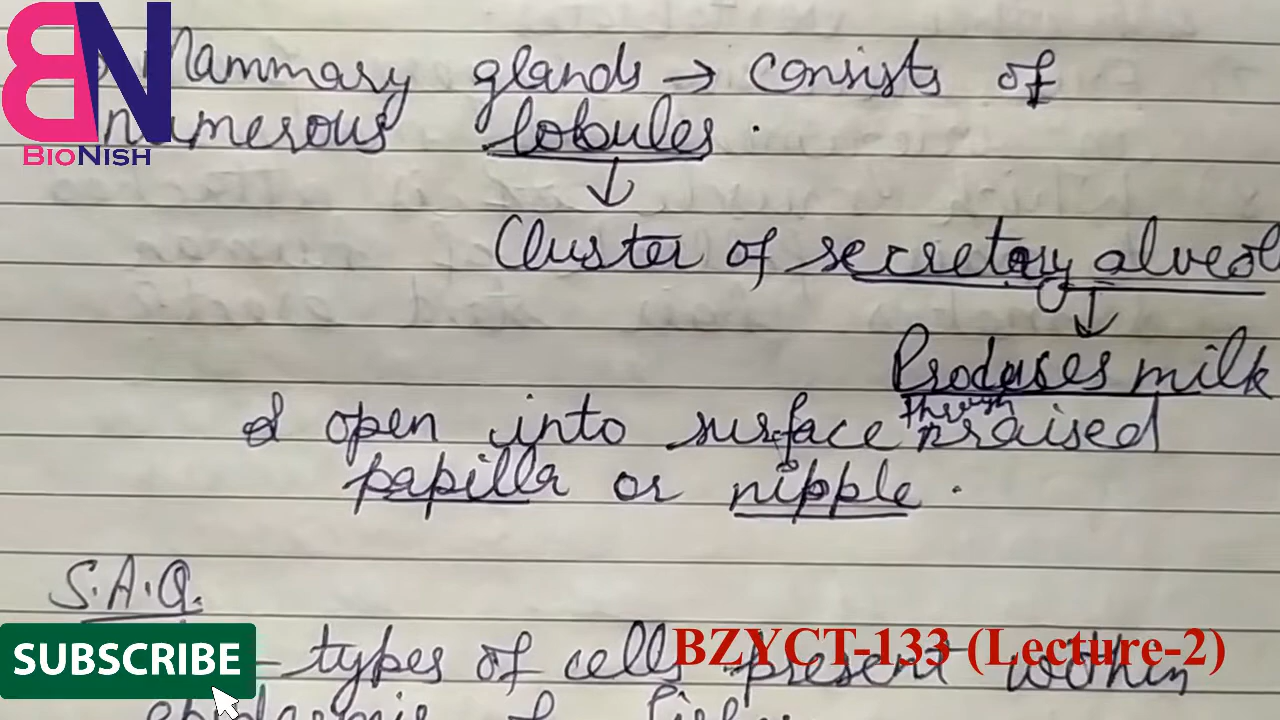 Mammary glands → consists of
numerous lobules.
↓
Cluster of secretory alveol
↓
Produces milk
& open into surface through raised
papilla or nipple.
S.A.Q.
types of cells present within
BN
BIONISH
SUBSCRIBE
BZYCT-133 (Lecture-2)